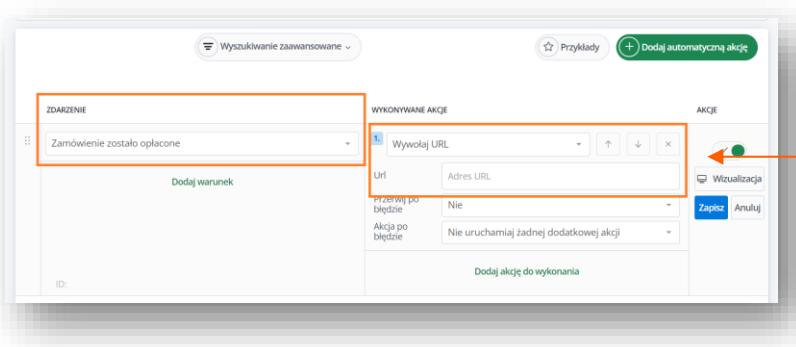 Wyszukiwanie zaawansowane
Przykłady
Dodaj automatyczną akcję
ZDARZENIE
WYKONYWANE AKCJE
AKCJE
Zamówienie zostało opłacone
1.
Wywołaj URL
Dodaj warunek
Url
Adres URL
Wizualizacja
Przerwij po
błędzie
Nie
Zapisz
Anuluj
Akcja po
błędzie
Nie uruchamiaj żadnej dodatkowej akcji
Dodaj akcję do wykonania
ID: